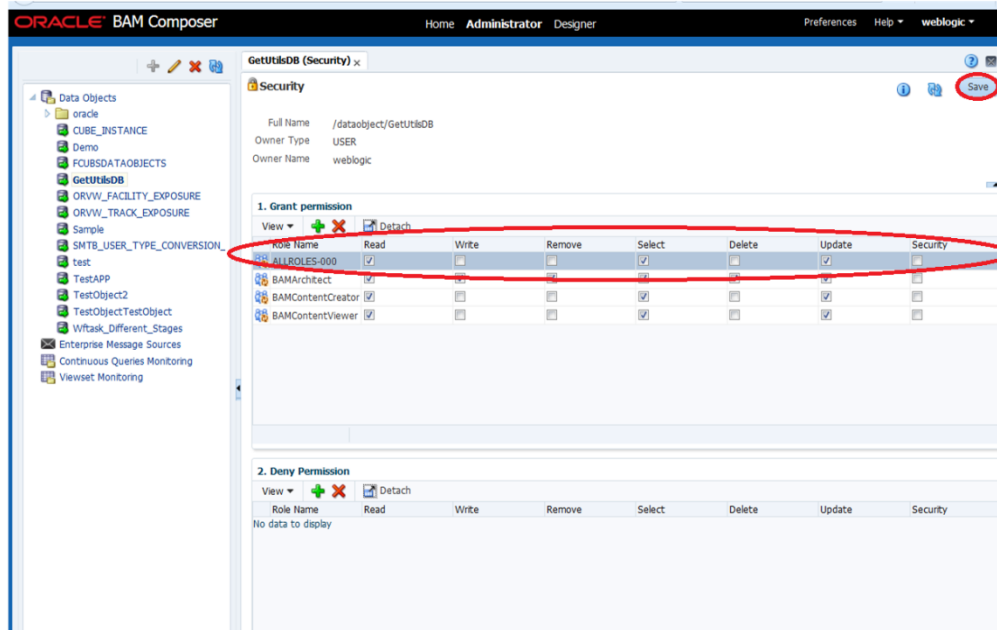 ORACLE BAM Composer Home Administrator Designer Preferences Help weblogic
GetUtilsDB (Security)
Security
Save
Full Name /dataobject/GetUtilsDB
Owner Type USER
Owner Name weblogic
Data Objects
oracle
CUBE_INSTANCE
Demo
FCUBSDATAOBJECTS
GetUtilsDB
ORVW_FACILITY_EXPOSURE
ORVW_TRACK_EXPOSURE
Sample
SMTB_USER_TYPE_CONVERSION_
test
TestAPP
TestObject2
TestObjectTestObject
Wftask_Different_Stages
Enterprise Message Sources
Continuous Queries Monitoring
Viewset Monitoring
1. Grant permission
View Detach
Role Name Read Write Remove Select Delete Update Security
ALLROLES-000
BAMArchitect
BAMContentCreator
BAMContentViewer
2. Deny Permission
View Detach
Role Name Read Write Remove Select Delete Update Security
No data to display